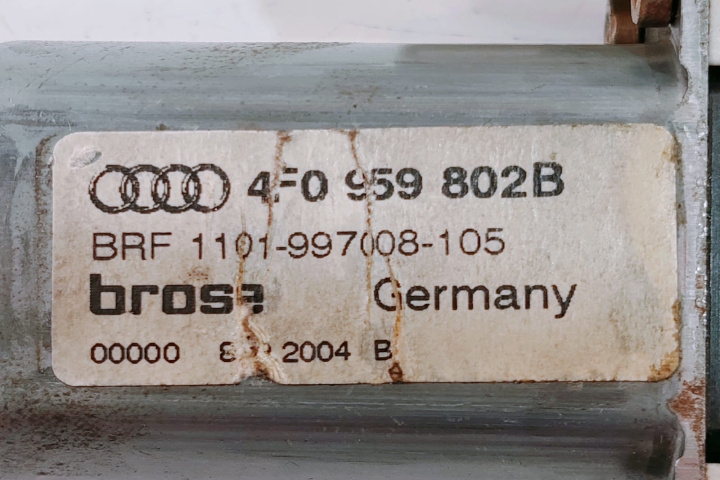 4F0 959 802B
BRF 1101-997008-105
brose Germany
00000 2004 B